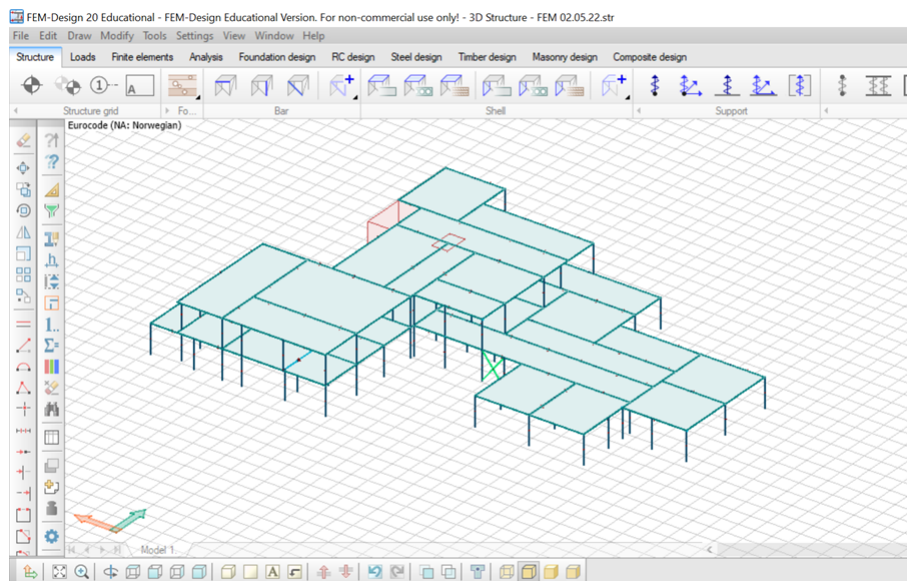 FEM-Design 20 Educational - FEM-Design Educational Version. For non-commercial use only! - 3D Structure - FEM 02.05.22.str
File Edit Draw Modify Tools Settings View Window Help
Structure Loads Finite elements Analysis Foundation design RC design Steel design Timber design Masonry design Composite design
1 A
Structure grid Fo... Bar Shell Support
Eurocode (NA: Norwegian)
Model 1